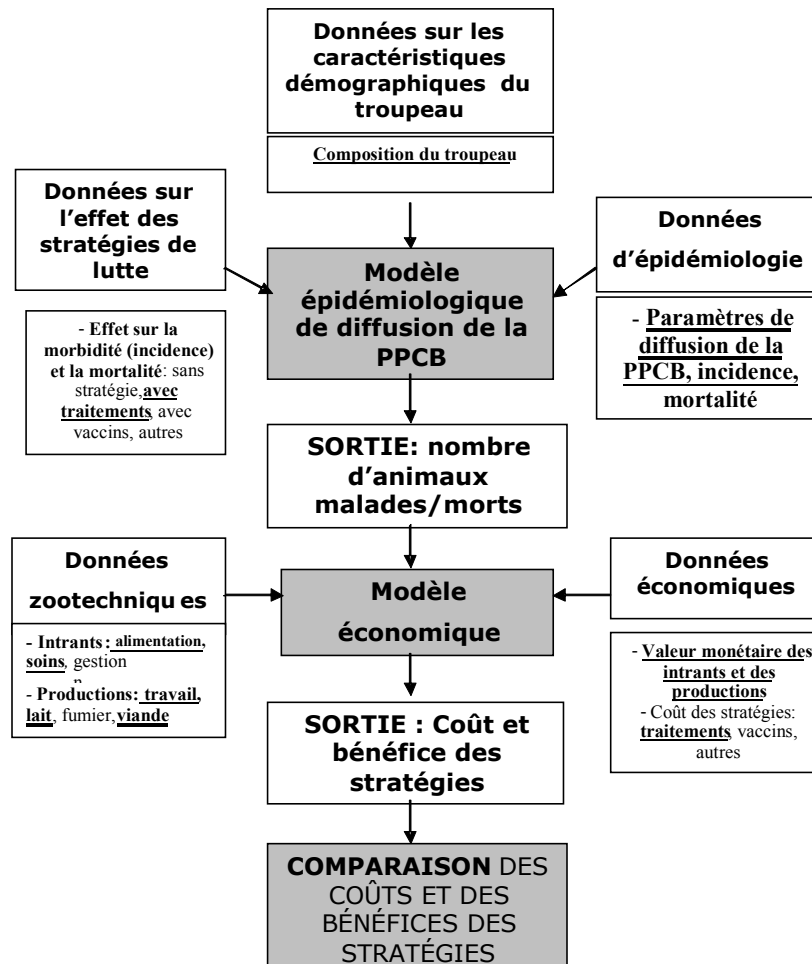 Données sur les
caractéristiques
démographiques du
troupeau
Composition du troupeau
Données sur
l'effet des
stratégies de
lutte
- Effet sur la
morbidité (incidence)
et la mortalité: sans
stratégie,avec
traitements, avec
vaccins, autres
Modèle
épidémiologique
de diffusion de la
PPCB
Données
d'épidémiologie
- Paramètres de
diffusion de la
PPCB, incidence,
mortalité
SORTIE: nombre
d'animaux
malades/morts
Données
zootechniqu es
- Intrants: alimentation,
soins, gestion
n
- Productions: travail,
lait, fumier,viande
Modèle
économique
Données
économiques
- Valeur monétaire des
intrants et des
productions
- Coût des stratégies:
traitements, vaccins,
autres
SORTIE : Coût et
bénéfice des
stratégies
COMPARAISON DES
COÛTS ET DES
BÉNÉFICES DES
STRATÉGIES